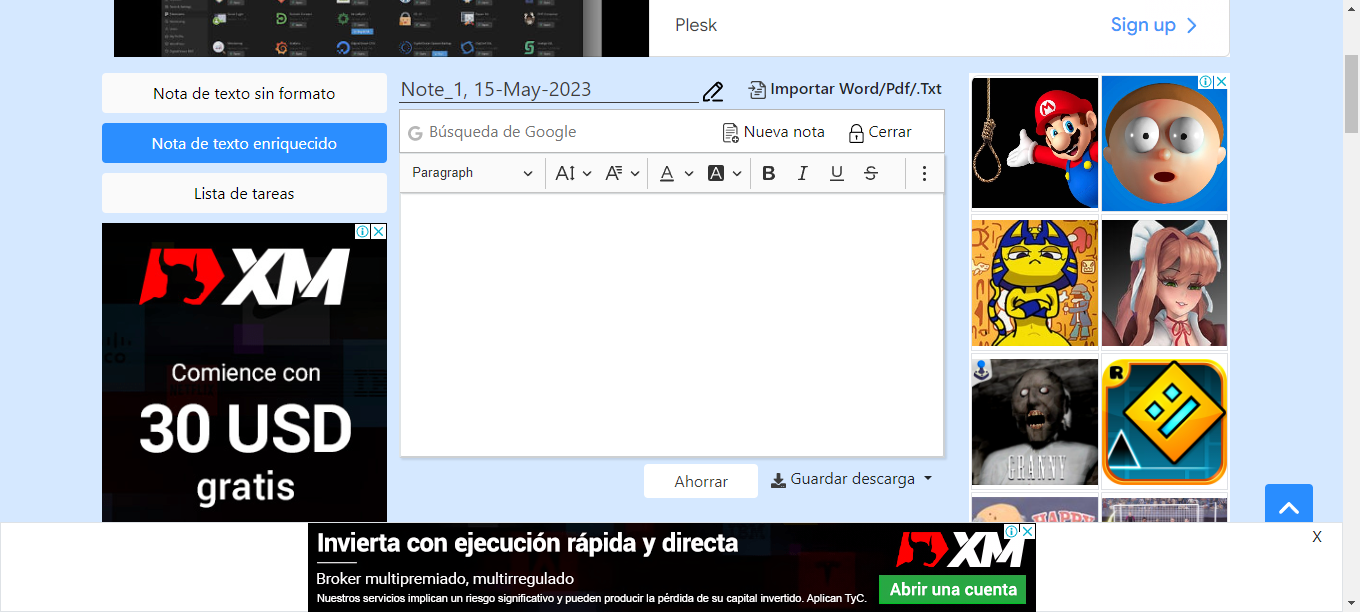 Plesk
Sign up
Nota de texto sin formato
Nota de texto enriquecido
Lista de tareas
Note_1, 15-May-2023
Importar Word/Pdf/.Txt
Búsqueda de Google
Nueva nota
Cerrar
Paragraph
B I U S
XM
Comience con
30 USD
gratis
GRANNY
R
HAPPY
Ahorrar
Guardar descarga
Invierta con ejecución rápida y directa
Broker multipremiado, multirregulado
Nuestros servicios implican un riesgo significativo y pueden producir la pérdida de su capital invertido. Aplican TyC.
XM
Abrir una cuenta
X